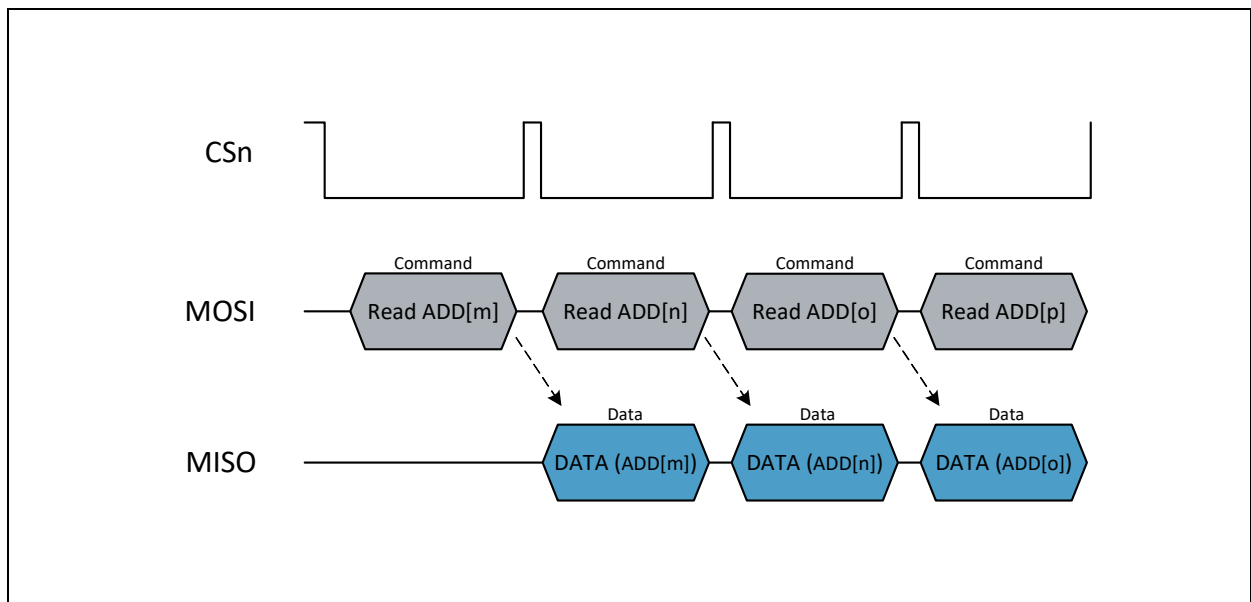 CSn
Command Command Command Command
MOSI Read ADD[m] Read ADD[n] Read ADD[o] Read ADD[p]
Data Data Data
MISO DATA (ADD[m]) DATA (ADD[n]) DATA (ADD[o])